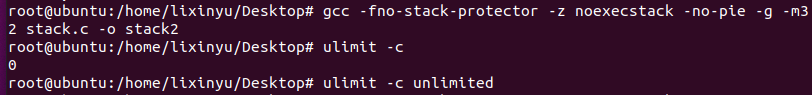 root@ubuntu:/home/lixinyu/Desktop# gcc -fno-stack-protector -z noexecstack -no-pie -g -m3
2 stack.c -o stack2
root@ubuntu:/home/lixinyu/Desktop# ulimit -c
0
root@ubuntu:/home/lixinyu/Desktop# ulimit -c unlimited